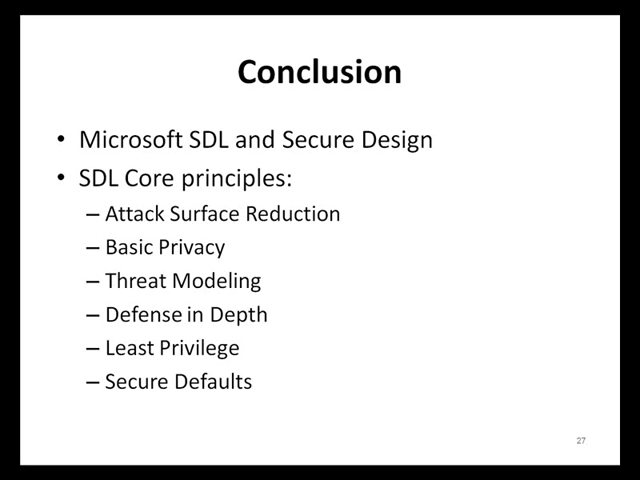 Conclusion
• Microsoft SDL and Secure Design
• SDL Core principles:
– Attack Surface Reduction
– Basic Privacy
– Threat Modeling
– Defense in Depth
– Least Privilege
– Secure Defaults
27